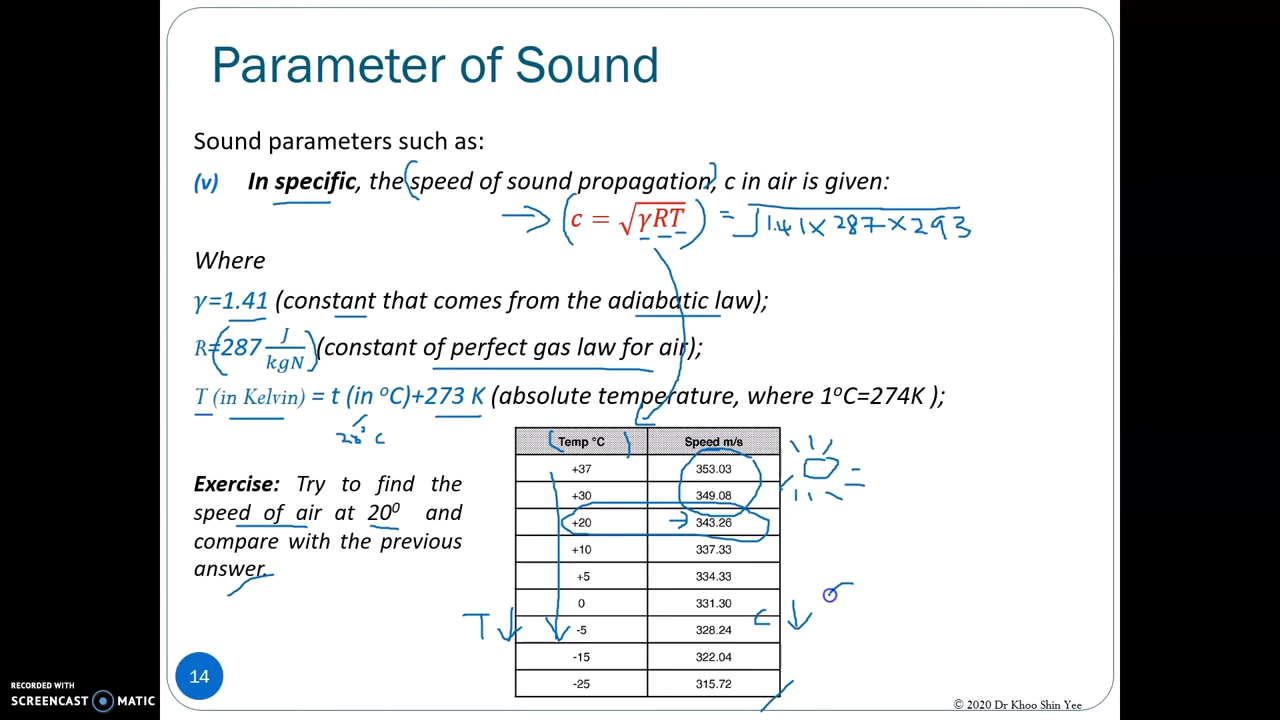 Parameter of Sound
Sound parameters such as:
(v) In specific, the (speed of sound propagation), c in air is given:
→ (c = √γRT) = √1.41 × 287 × 293
Where
γ=1.41 (constant that comes from the adiabatic law);
R=(287 J/kgN) (constant of perfect gas law for air);
T (in Kelvin) = t (in °C)+273 K (absolute temperature, where 1°C=274K );
°C
Exercise: Try to find the
speed of air at 20⁰ and
compare with the previous
answer.
(Temp °C) Speed m/s
+37 353.03
+30 349.08
+20 → 343.26
+10 337.33
+5 334.33
0 331.30
T↓ -5 328.24 C ↓
-15 322.04
-25 315.72
14
RECORDED WITH
SCREENCAST MATIC
© 2020 Dr Khoo Shin Yee